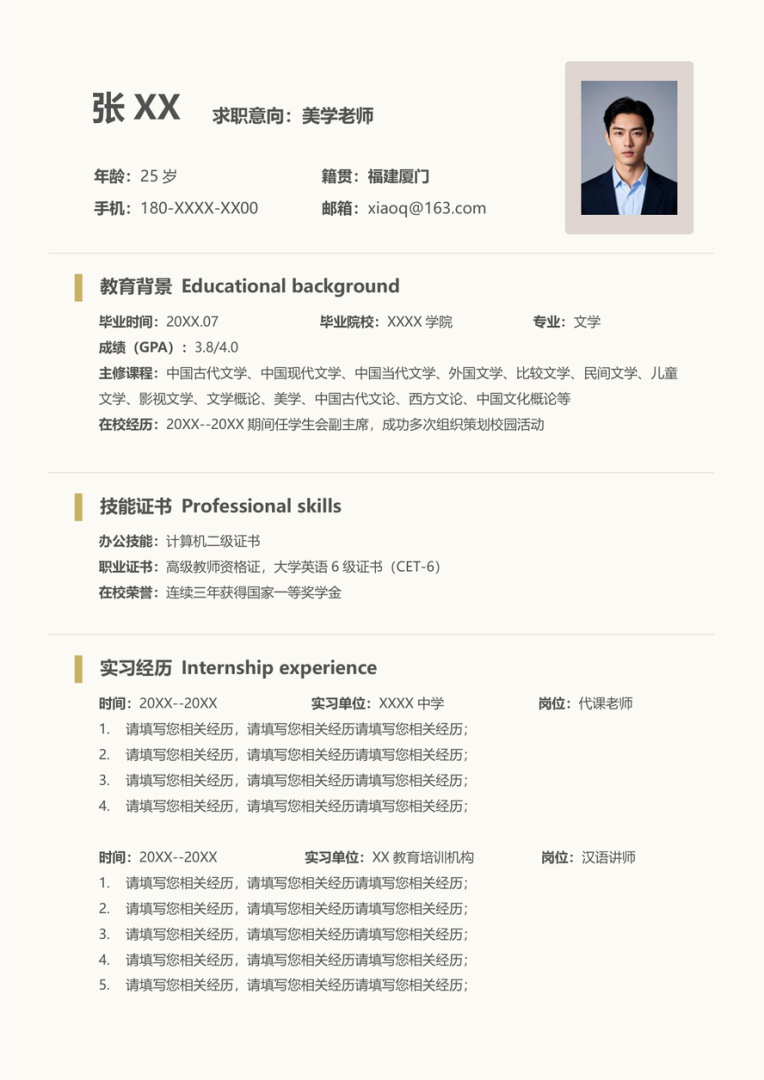 张 XX 求职意向：美学老师
年龄：25 岁 籍贯：福建厦门
手机：180-XXXX-XX00 邮箱：xiaoq@163.com
教育背景 Educational background
毕业时间：20XX.07 毕业院校：XXXX 学院 专业：文学
成绩（GPA）：3.8/4.0
主修课程：中国古代文学、中国现代文学、中国当代文学、外国文学、比较文学、民间文学、儿童
文学、影视文学、文学概论、美学、中国古代文论、西方文论、中国文化概论等
在校经历：20XX--20XX 期间任学生会副主席，成功多次组织策划校园活动
技能证书 Professional skills
办公技能：计算机二级证书
职业证书：高级教师资格证，大学英语 6 级证书（CET-6）
在校荣誉：连续三年获得国家一等奖学金
实习经历 Internship experience
时间：20XX--20XX 实习单位：XXXX 中学 岗位：代课老师
1. 请填写您相关经历，请填写您相关经历请填写您相关经历；
2. 请填写您相关经历，请填写您相关经历请填写您相关经历；
3. 请填写您相关经历，请填写您相关经历请填写您相关经历；
4. 请填写您相关经历，请填写您相关经历请填写您相关经历；
时间：20XX--20XX 实习单位：XX 教育培训机构 岗位：汉语讲师
1. 请填写您相关经历，请填写您相关经历请填写您相关经历；
2. 请填写您相关经历，请填写您相关经历请填写您相关经历；
3. 请填写您相关经历，请填写您相关经历请填写您相关经历；
4. 请填写您相关经历，请填写您相关经历请填写您相关经历；
5. 请填写您相关经历，请填写您相关经历请填写您相关经历；